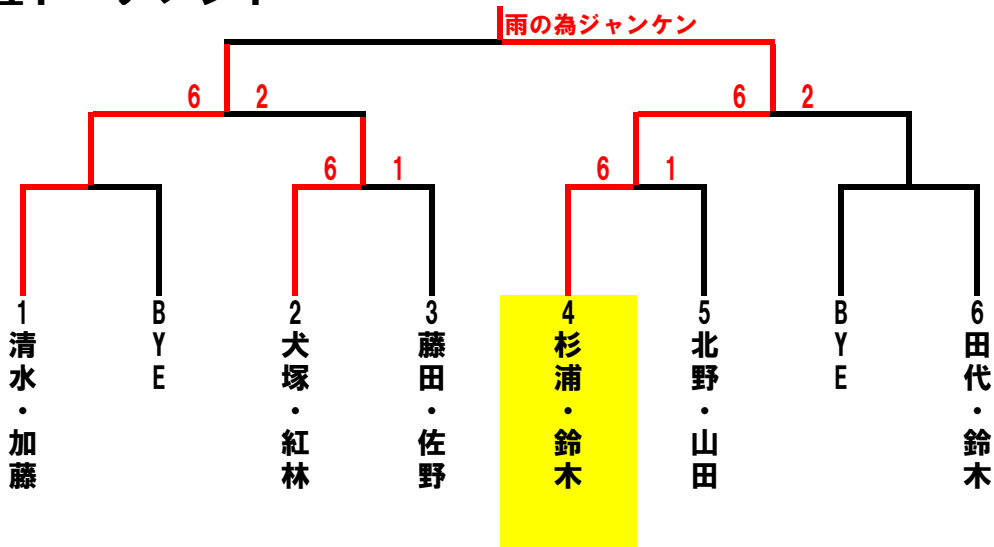 雨の為ジャンケン
6 2
6 2
6 1
6 1
1 清水・加藤
BYE
2 犬塚・紅林
3 藤田・佐野
4 杉浦・鈴木
5 北野・山田
BYE
6 田代・鈴木